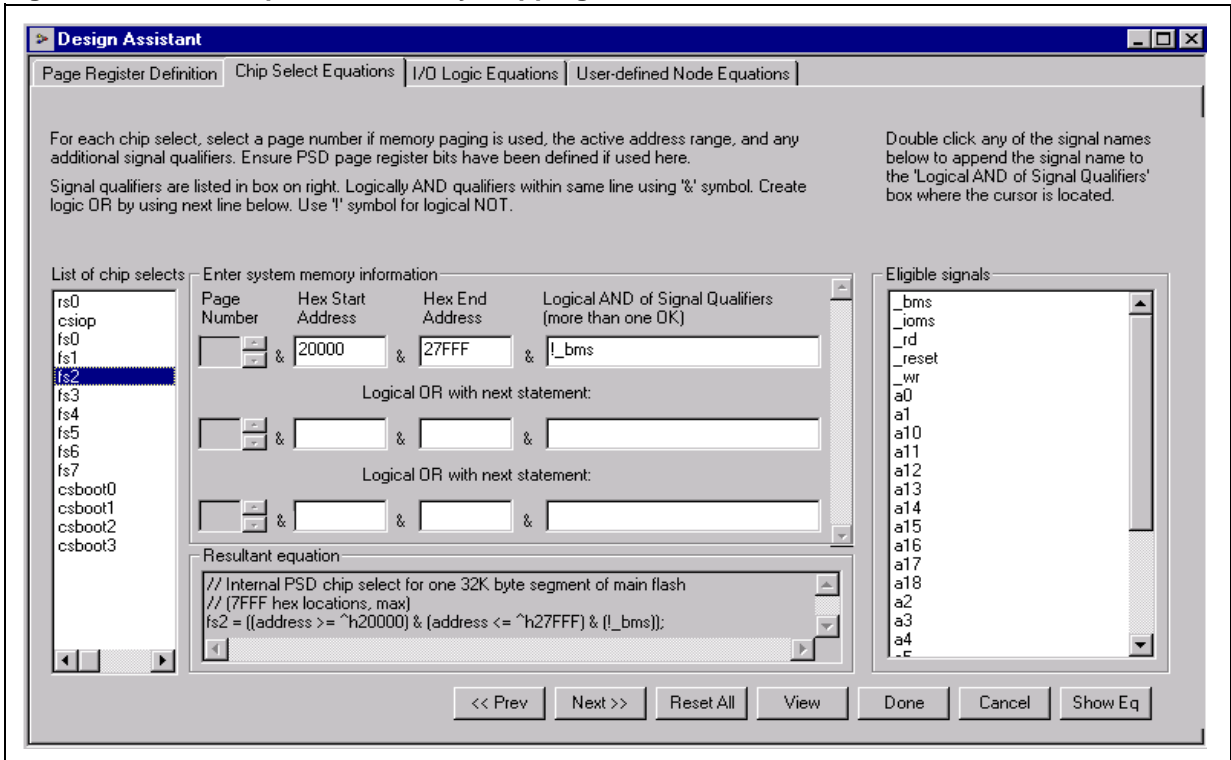 Design Assistant
Page Register Definition
Chip Select Equations
I/O Logic Equations
User-defined Node Equations
For each chip select, select a page number if memory paging is used, the active address range, and any
additional signal qualifiers. Ensure PSD page register bits have been defined if used here.
Signal qualifiers are listed in box on right. Logically AND qualifiers within same line using '&' symbol. Create
logic OR by using next line below. Use '!' symbol for logical NOT.
Double click any of the signal names
below to append the signal name to
the 'Logical AND of Signal Qualifiers'
box where the cursor is located.
List of chip selects
rs0
csiop
fs0
fs1
fs2
fs3
fs4
fs5
fs6
fs7
csboot0
csboot1
csboot2
csboot3
Enter system memory information
Page Number
Hex Start Address
Hex End Address
Logical AND of Signal Qualifiers
(more than one OK)
& 20000 & 27FFF & !_bms
Logical OR with next statement:
& & &
Logical OR with next statement:
& & &
Resultant equation
// Internal PSD chip select for one 32K byte segment of main flash
// (7FFF hex locations, max)
fs2 = ((address >= ^h20000) & (address <= ^h27FFF) & (!_bms));
Eligible signals
_bms
_ioms
_rd
_reset
_wr
a0
a1
a10
a11
a12
a13
a14
a15
a16
a17
a18
a2
a3
a4
<< Prev
Next >>
Reset All
View
Done
Cancel
Show Eq